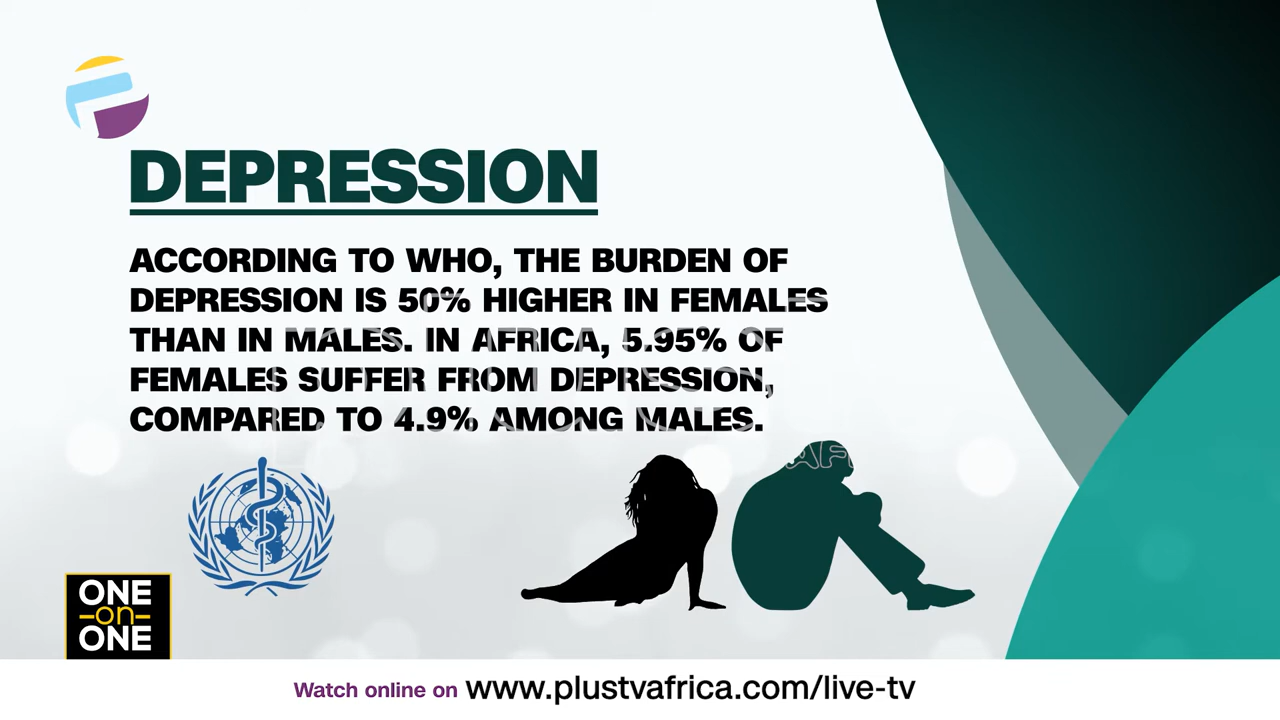 DEPRESSION
ACCORDING TO WHO, THE BURDEN OF
DEPRESSION IS 50% HIGHER IN FEMALES
THAN IN MALES. IN AFRICA, 5.95% OF
FEMALES SUFFER FROM DEPRESSION,
COMPARED TO 4.9% AMONG MALES.
ONE
on
ONE
Watch online on www.plustvafrica.com/live-tv